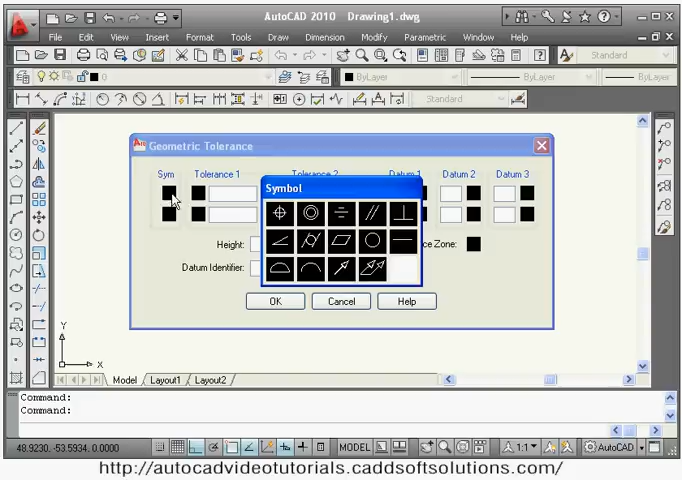 AutoCAD 2010 Drawing1.dwg
File Edit View Insert Format Tools Draw Dimension Modify Parametric Window Help
Standard
0 ByLayer ByLayer ByLayer
Standard
Geometric Tolerance
Sym Tolerance 1 Tolerance 2 Datum 1 Datum 2 Datum 3
Symbol
Height: ce Zone:
Datum Identifier:
OK Cancel Help
Y
X
Model Layout1 Layout2
Command:
Command:
48.9230, -53.5934, 0.0000 MODEL 1:1 AutoCAD
http://autocadvideotutorials.caddsoftsolutions.com/